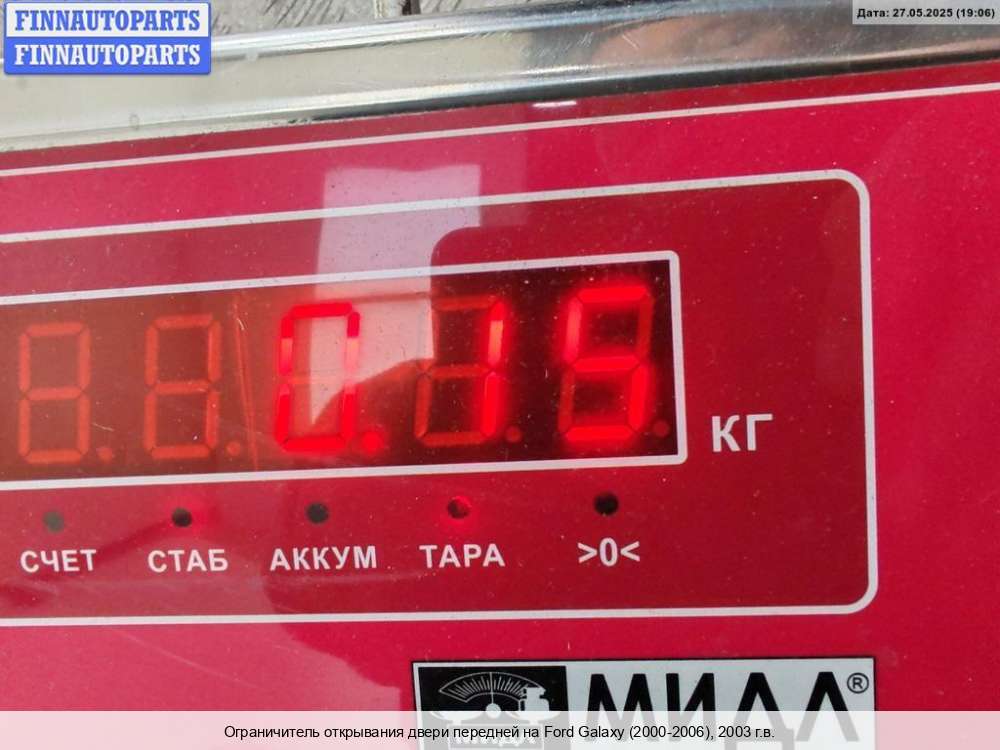 FINNAUTOPARTS
FINNAUTOPARTS
Дата: 27.05.2025 (19:06)
0.15
КГ
СЧЕТ СТАБ АККУМ ТАРА >0<
МИДЛ®
Ограничитель открывания двери передней на Ford Galaxy (2000-2006), 2003 г.в.